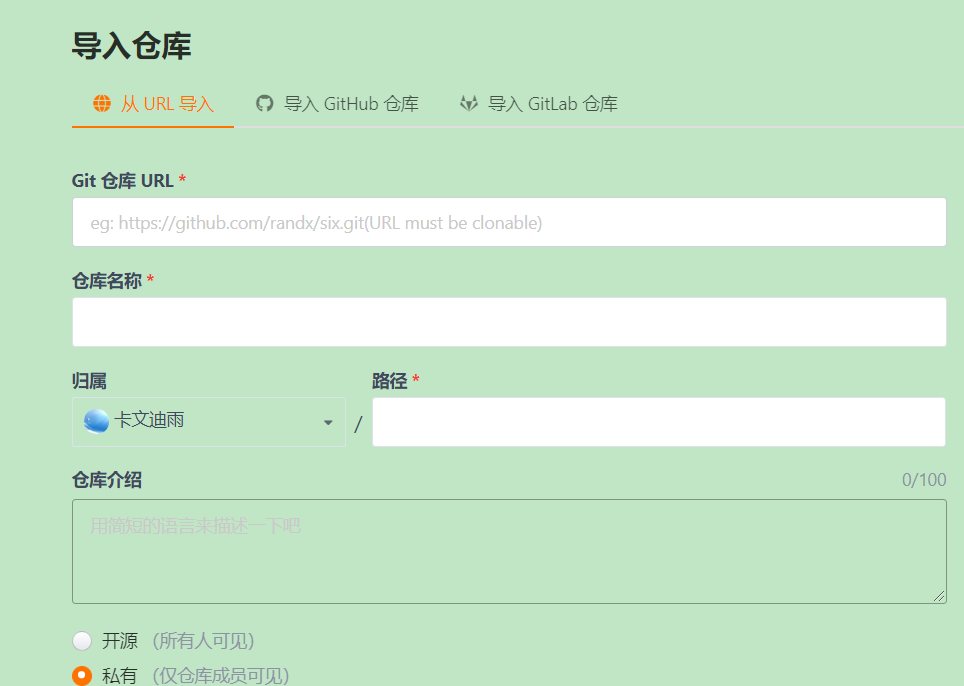 导入仓库
从 URL 导入 导入 GitHub 仓库 导入 GitLab 仓库
Git 仓库 URL *
eg: https://github.com/randx/six.git(URL must be clonable)
仓库名称 *
归属 路径 *
卡文迪雨 /
仓库介绍 0/100
用简短的语言来描述一下吧
开源 (所有人可见)
私有 (仅仓库成员可见)